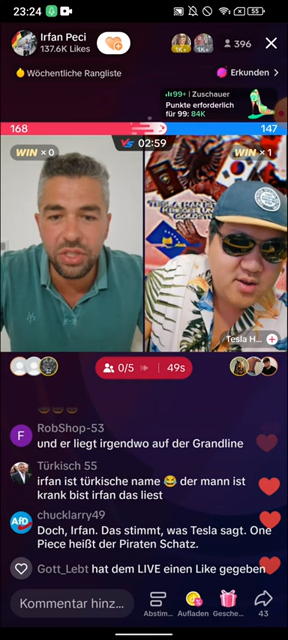 23:24
55
Irfan Peci
137.6K Likes
1K+
1K+
396
Wöchentliche Rangliste
Erkunden >
99+ | Zuschauer
Punkte erforderlich
für 99: 84K
168
147
VS 02:59
WIN × 0
WIN × 1
Tesla H...
0/5
49s
RobShop-53
und er liegt irgendwo auf der Grandline
Türkisch 55
irfan ist türkische name 😂 der mann ist
krank bist irfan das liest
chucklarry49
Doch, Irfan. Das stimmt, was Tesla sagt. One
Piece heißt der Piraten Schatz.
Gott_Lebt hat dem LIVE einen Like gegeben
Kommentar hinz...
Abstim...
Aufladen
Gesche...
43